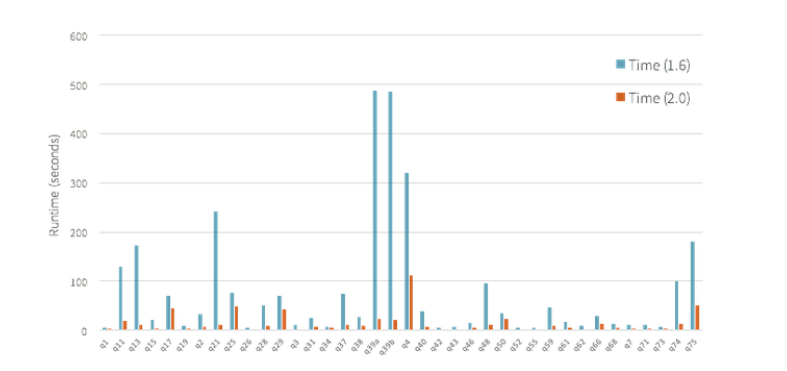 600
Time (1.6)
500
Time (2.0)
400
Runtime (seconds)
300
200
100
0
q1 q11 q13 q15 q17 q19 q2 q21 q25 q26 q28 q29 q3 q31 q34 q37 q38 q39a q39b q4 q40 q42 q43 q46 q48 q50 q52 q55 q59 q61 q62 q66 q68 q7 q71 q73 q74 q75